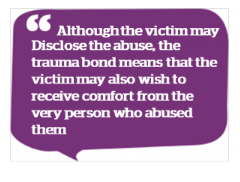 “ Although the victim may
Disclose the abuse, the
trauma bond means that the
victim may also wish to
receive comfort from the
very person who abused
them